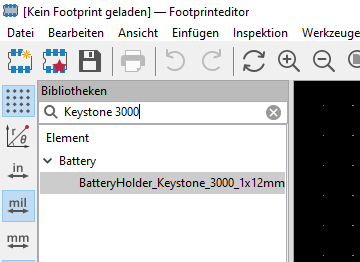 [Kein Footprint geladen] — Footprinteditor
Datei Bearbeiten Ansicht Einfügen Inspektion Werkzeuge
Bibliotheken
Keystone 3000
Element
Battery
BatteryHolder_Keystone_3000_1x12mm
r θ
in
mil
mm